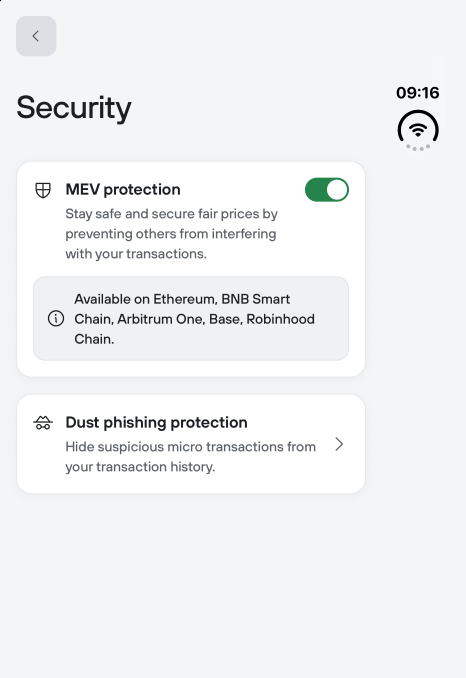 09:16
Security
MEV protection
Stay safe and secure fair prices by
preventing others from interfering
with your transactions.
Available on Ethereum, BNB Smart
Chain, Arbitrum One, Base, Robinhood
Chain.
Dust phishing protection
Hide suspicious micro transactions from
your transaction history.